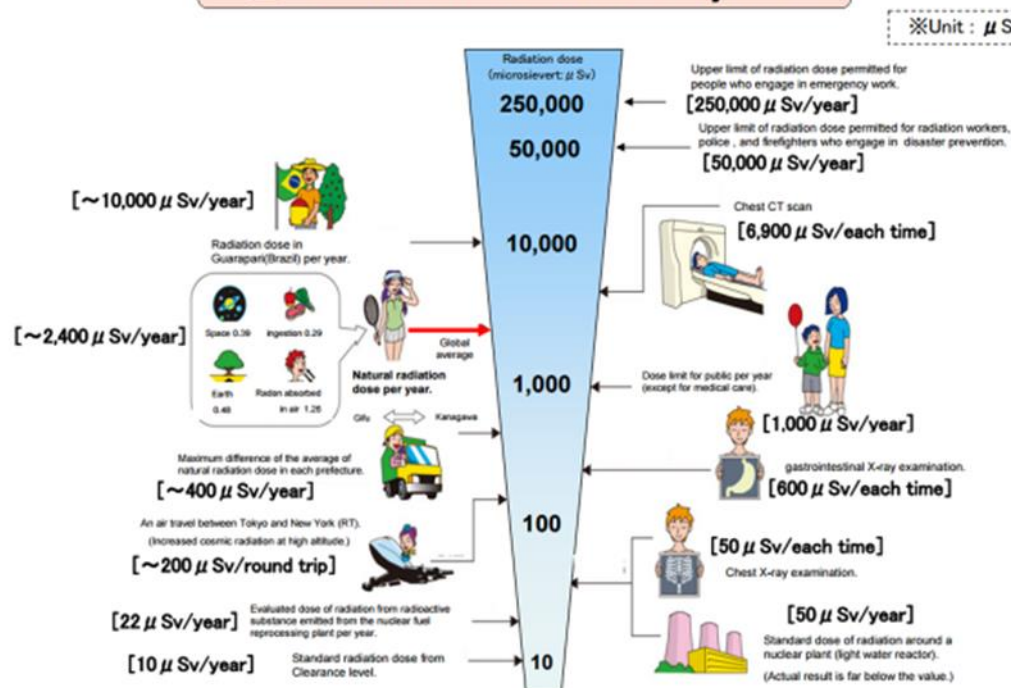 ※Unit : μ S
Radiation dose
(microsievert: μ Sv)
250,000
50,000
10,000
1,000
100
10
Upper limit of radiation dose permitted for
people who engage in emergency work.
[250,000 μ Sv/year]
Upper limit of radiation dose permitted for radiation workers,
police , and firefighters who engage in disaster prevention.
[50,000 μ Sv/year]
[~10,000 μ Sv/year]
Radiation dose in
Guarapari(Brazil) per year.
Chest CT scan
[6,900 μ Sv/each time]
[~2,400 μ Sv/year]
Space 0.39
Ingestion 0.29
Earth
0.48
Radon absorbed
in air 1.26
Global
average
Natural radiation
dose per year.
Dose limit for public per year
(except for medical care).
[1,000 μ Sv/year]
Gifu
Kanagawa
Maximum difference of the average of
natural radiation dose in each prefecture.
[~400 μ Sv/year]
gastrointestinal X-ray examination.
[600 μ Sv/each time]
An air travel between Tokyo and New York (RT).
(Increased cosmic radiation at high altitude.)
[~200 μ Sv/round trip]
[50 μ Sv/each time]
Chest X-ray examination.
[22 μ Sv/year]
Evaluated dose of radiation from radioactive
substance emitted from the nuclear fuel
reprocessing plant per year.
[50 μ Sv/year]
Standard dose of radiation around a
nuclear plant (light water reactor).
(Actual result is far below the value.)
[10 μ Sv/year]
Standard radiation dose from
Clearance level.